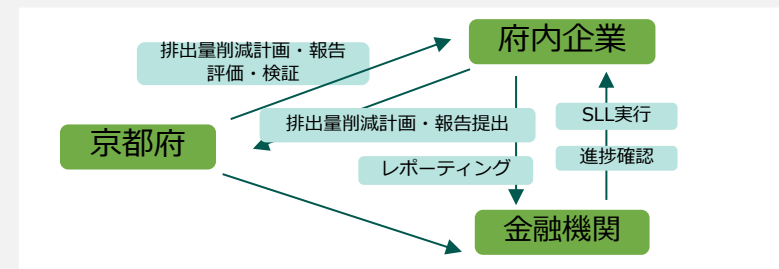 府内企業
排出量削減計画・報告
評価・検証
SLL実行
排出量削減計画・報告提出
京都府
進捗確認
レポーティング
金融機関